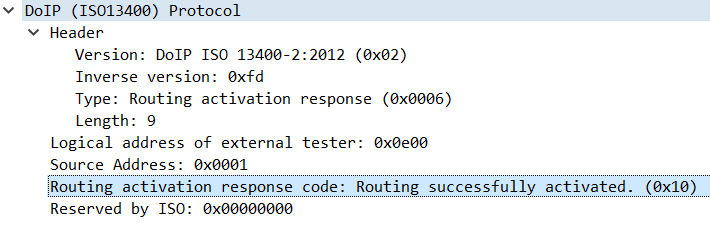 DoIP (ISO13400) Protocol
Header
Version: DoIP ISO 13400-2:2012 (0x02)
Inverse version: 0xfd
Type: Routing activation response (0x0006)
Length: 9
Logical address of external tester: 0x0e00
Source Address: 0x0001
Routing activation response code: Routing successfully activated. (0x10)
Reserved by ISO: 0x00000000